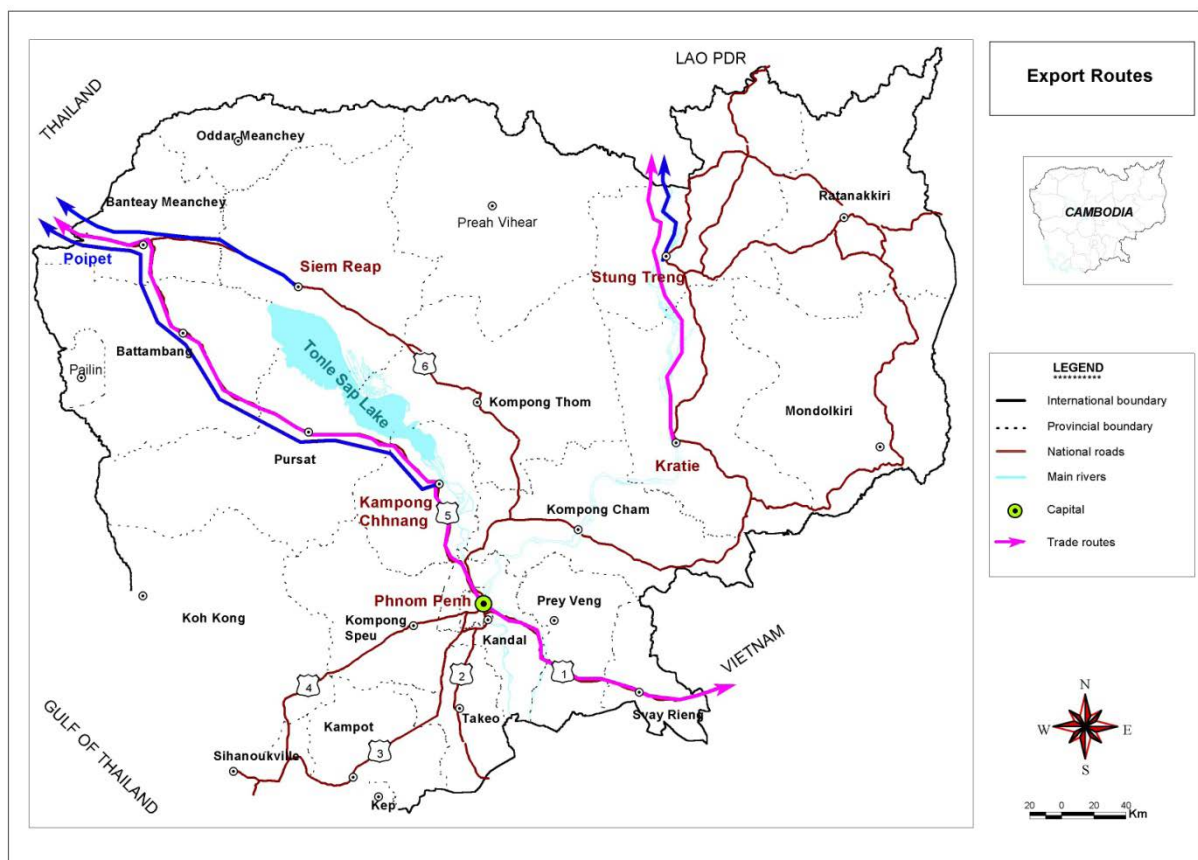 LAO PDR
THAILAND
Oddar Meanchey
Banteay Meanchey
Ratanakkiri
Preah Vihear
Poipet
Siem Reap
Stung Treng
Battambang
Pailin
Tonle Sap Lake
6
Kompong Thom
Mondolkiri
Pursat
Kratie
Kampong
Chhnang
5
Kompong Cham
Phnom Penh
Prey Veng
Koh Kong
Kompong
Speu
Kandal
VIETNAM
4
2
1
Svay Rieng
Takeo
Kampot
3
GULF OF THAILAND
Sihanoukville
Kep
Export Routes
CAMBODIA
LEGEND
**********
International boundary
Provincial boundary
National roads
Main rivers
Capital
Trade routes
N
W E
S
20 0 20 40 Km